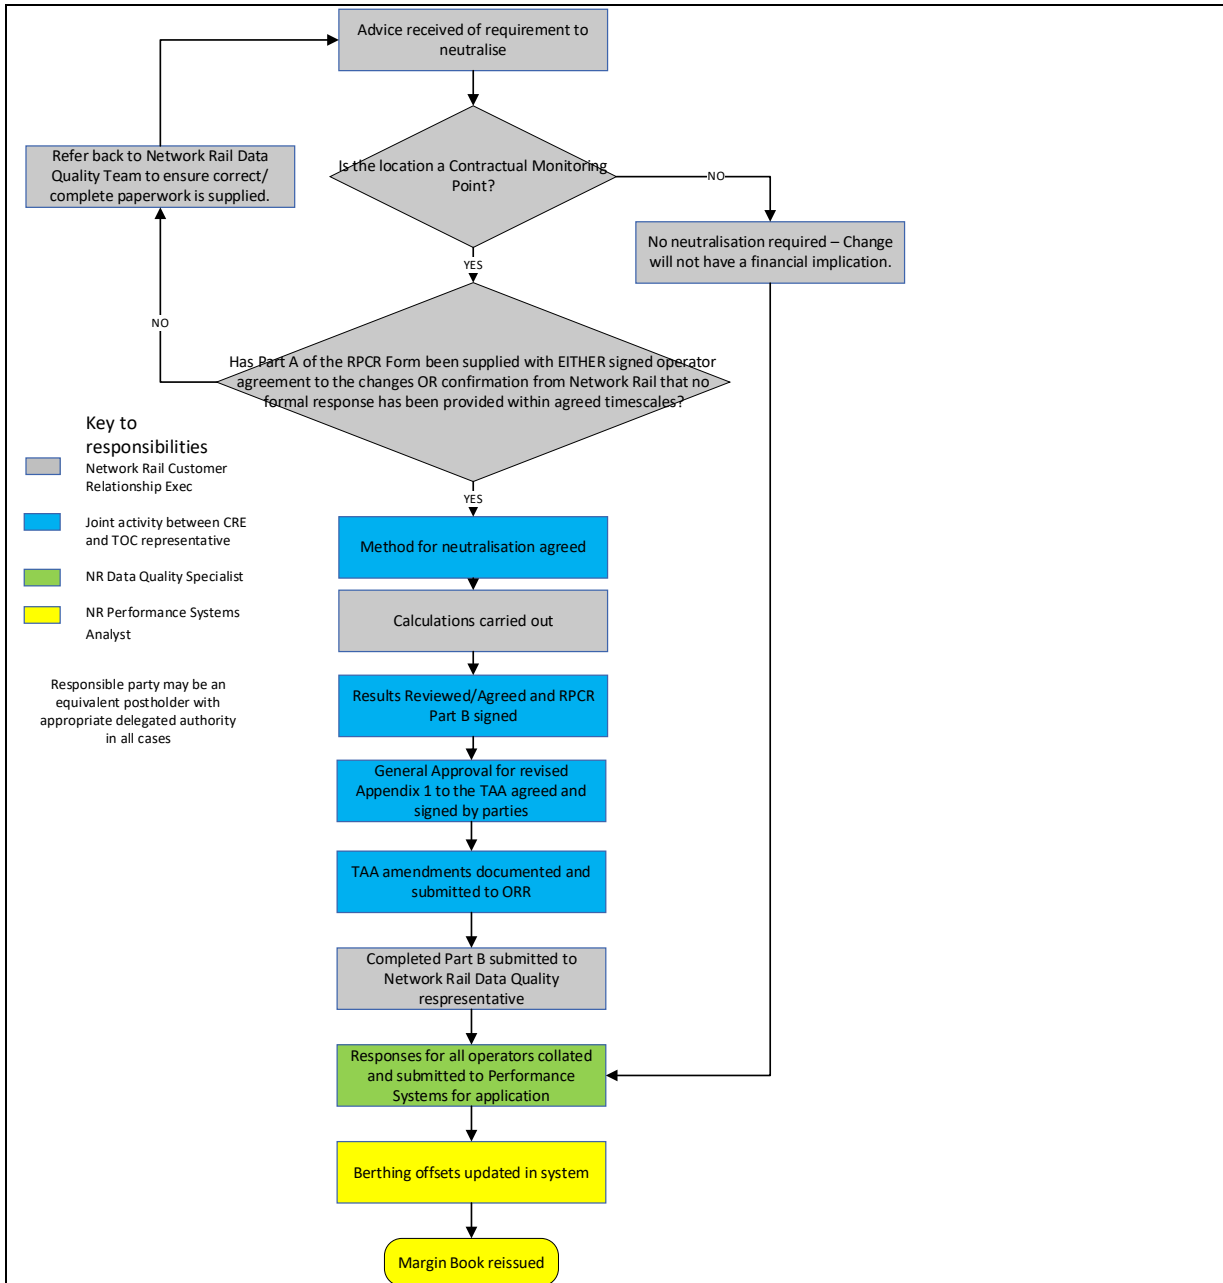 Advice received of requirement to
neutralise
Refer back to Network Rail Data
Quality Team to ensure correct/
complete paperwork is supplied.
Is the location a Contractual Monitoring
Point?
NO
No neutralisation required – Change
will not have a financial implication.
YES
NO
Has Part A of the RPCR Form been supplied with EITHER signed operator
agreement to the changes OR confirmation from Network Rail that no
formal response has been provided within agreed timescales?
Key to
responsibilities
Network Rail Customer
Relationship Exec
Joint activity between CRE
and TOC representative
NR Data Quality Specialist
NR Performance Systems
Analyst
Responsible party may be an
equivalent postholder with
appropriate delegated authority
in all cases
YES
Method for neutralisation agreed
Calculations carried out
Results Reviewed/Agreed and RPCR
Part B signed
General Approval for revised
Appendix 1 to the TAA agreed and
signed by parties
TAA amendments documented and
submitted to ORR
Completed Part B submitted to
Network Rail Data Quality
respresentative
Responses for all operators collated
and submitted to Performance
Systems for application
Berthing offsets updated in system
Margin Book reissued